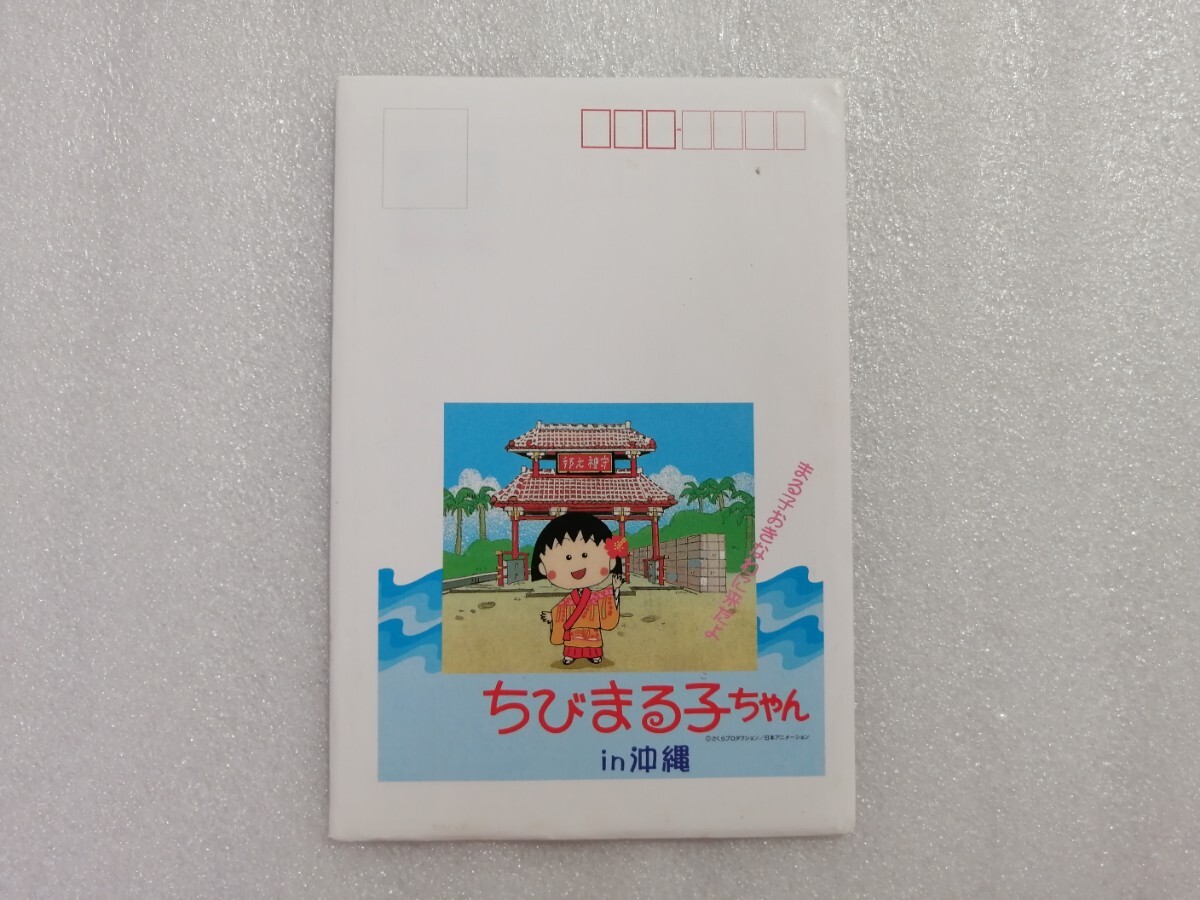 守禮之邦
まる子おきなわに来たよ
ちびまる子ちゃん
©さくらプロダクション／日本アニメーション
in沖縄